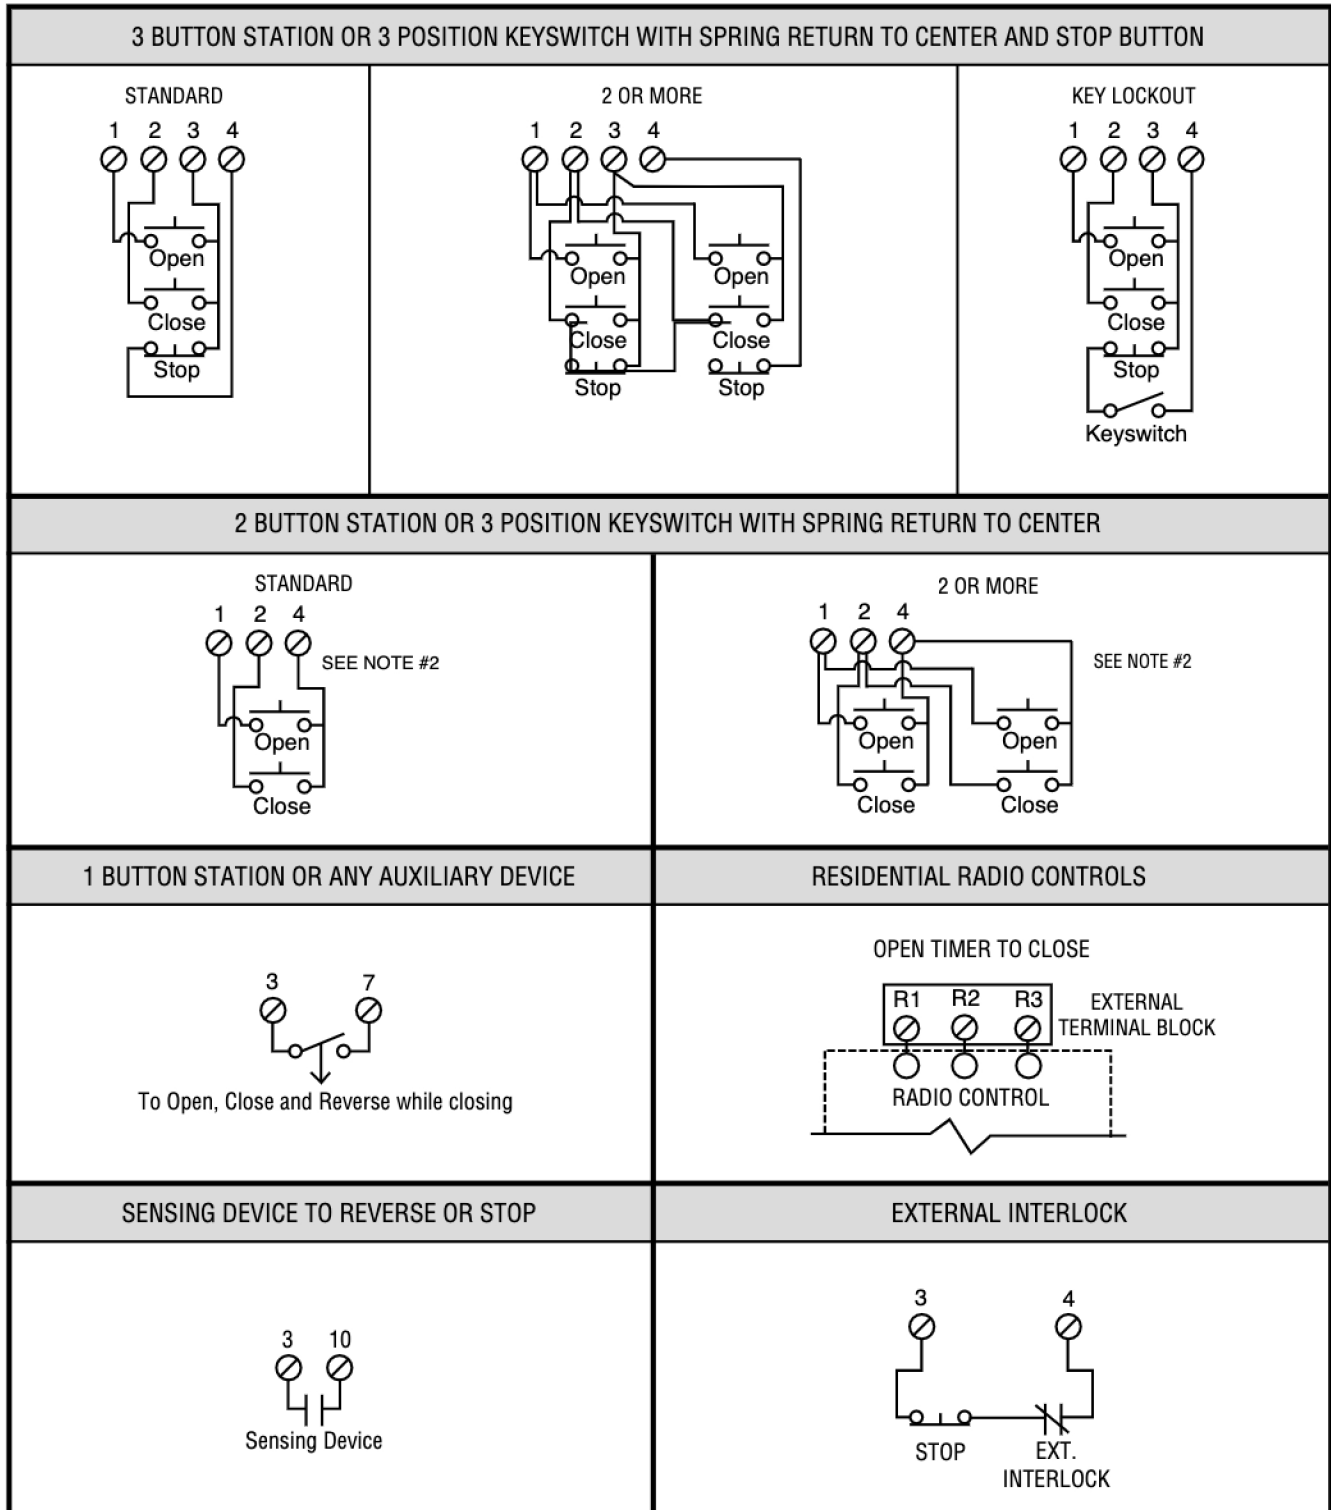 3 BUTTON STATION OR 3 POSITION KEYSWITCH WITH SPRING RETURN TO CENTER AND STOP BUTTON
STANDARD
1 2 3 4
Open
Close
Stop
2 OR MORE
1 2 3 4
Open Open
Close Close
Stop Stop
KEY LOCKOUT
1 2 3 4
Open
Close
Stop
Keyswitch
2 BUTTON STATION OR 3 POSITION KEYSWITCH WITH SPRING RETURN TO CENTER
STANDARD
1 2 4
SEE NOTE #2
Open
Close
2 OR MORE
1 2 4
SEE NOTE #2
Open Open
Close Close
1 BUTTON STATION OR ANY AUXILIARY DEVICE
3 7
To Open, Close and Reverse while closing
RESIDENTIAL RADIO CONTROLS
OPEN TIMER TO CLOSE
R1 R2 R3
EXTERNAL
TERMINAL BLOCK
RADIO CONTROL
SENSING DEVICE TO REVERSE OR STOP
3 10
Sensing Device
EXTERNAL INTERLOCK
3 4
STOP
EXT.
INTERLOCK